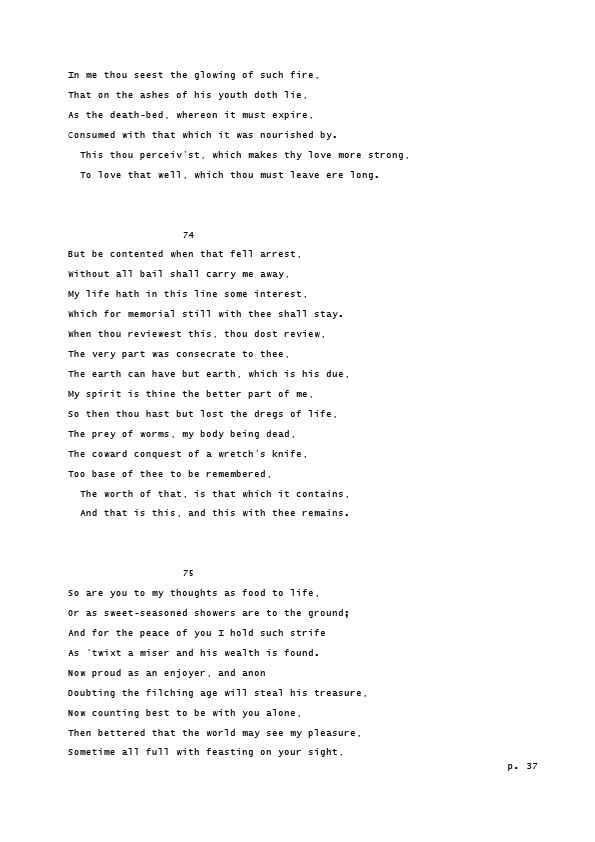 In me thou seest the glowing of such fire,
That on the ashes of his youth doth lie,
As the death-bed, whereon it must expire,
Consumed with that which it was nourished by.
This thou perceiv'st, which makes thy love more strong,
To love that well, which thou must leave ere long.
74
But be contented when that fell arrest,
Without all bail shall carry me away,
My life hath in this line some interest,
Which for memorial still with thee shall stay.
When thou reviewest this, thou dost review,
The very part was consecrate to thee,
The earth can have but earth, which is his due,
My spirit is thine the better part of me,
So then thou hast but lost the dregs of life,
The prey of worms, my body being dead,
The coward conquest of a wretch's knife,
Too base of thee to be remembered,
The worth of that, is that which it contains,
And that is this, and this with thee remains.
75
So are you to my thoughts as food to life,
Or as sweet-seasoned showers are to the ground;
And for the peace of you I hold such strife
As 'twixt a miser and his wealth is found.
Now proud as an enjoyer, and anon
Doubting the filching age will steal his treasure,
Now counting best to be with you alone,
Then bettered that the world may see my pleasure,
Sometime all full with feasting on your sight,
p. 37